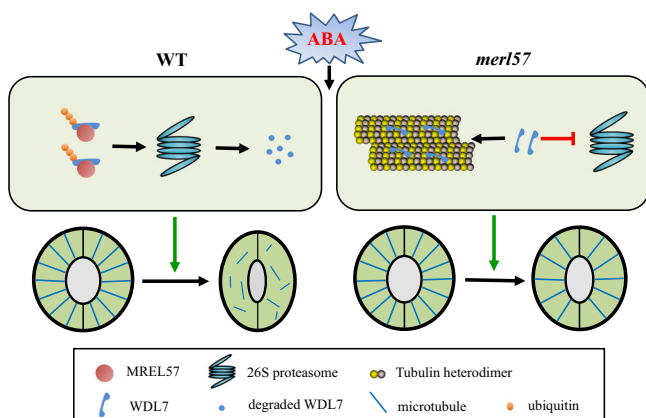 ABA
WT
merl57
MREL57
26S proteasome
Tubulin heterodimer
WDL7
degraded WDL7
microtubule
ubiquitin